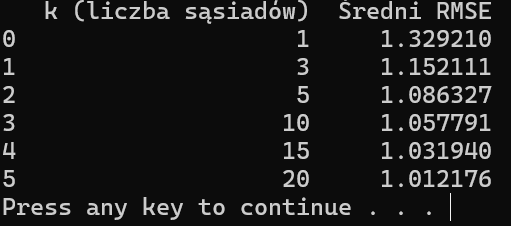 k (liczba sąsiadów) Średni RMSE
0 1 1.329210
1 3 1.152111
2 5 1.086327
3 10 1.057791
4 15 1.031940
5 20 1.012176
Press any key to continue . . .